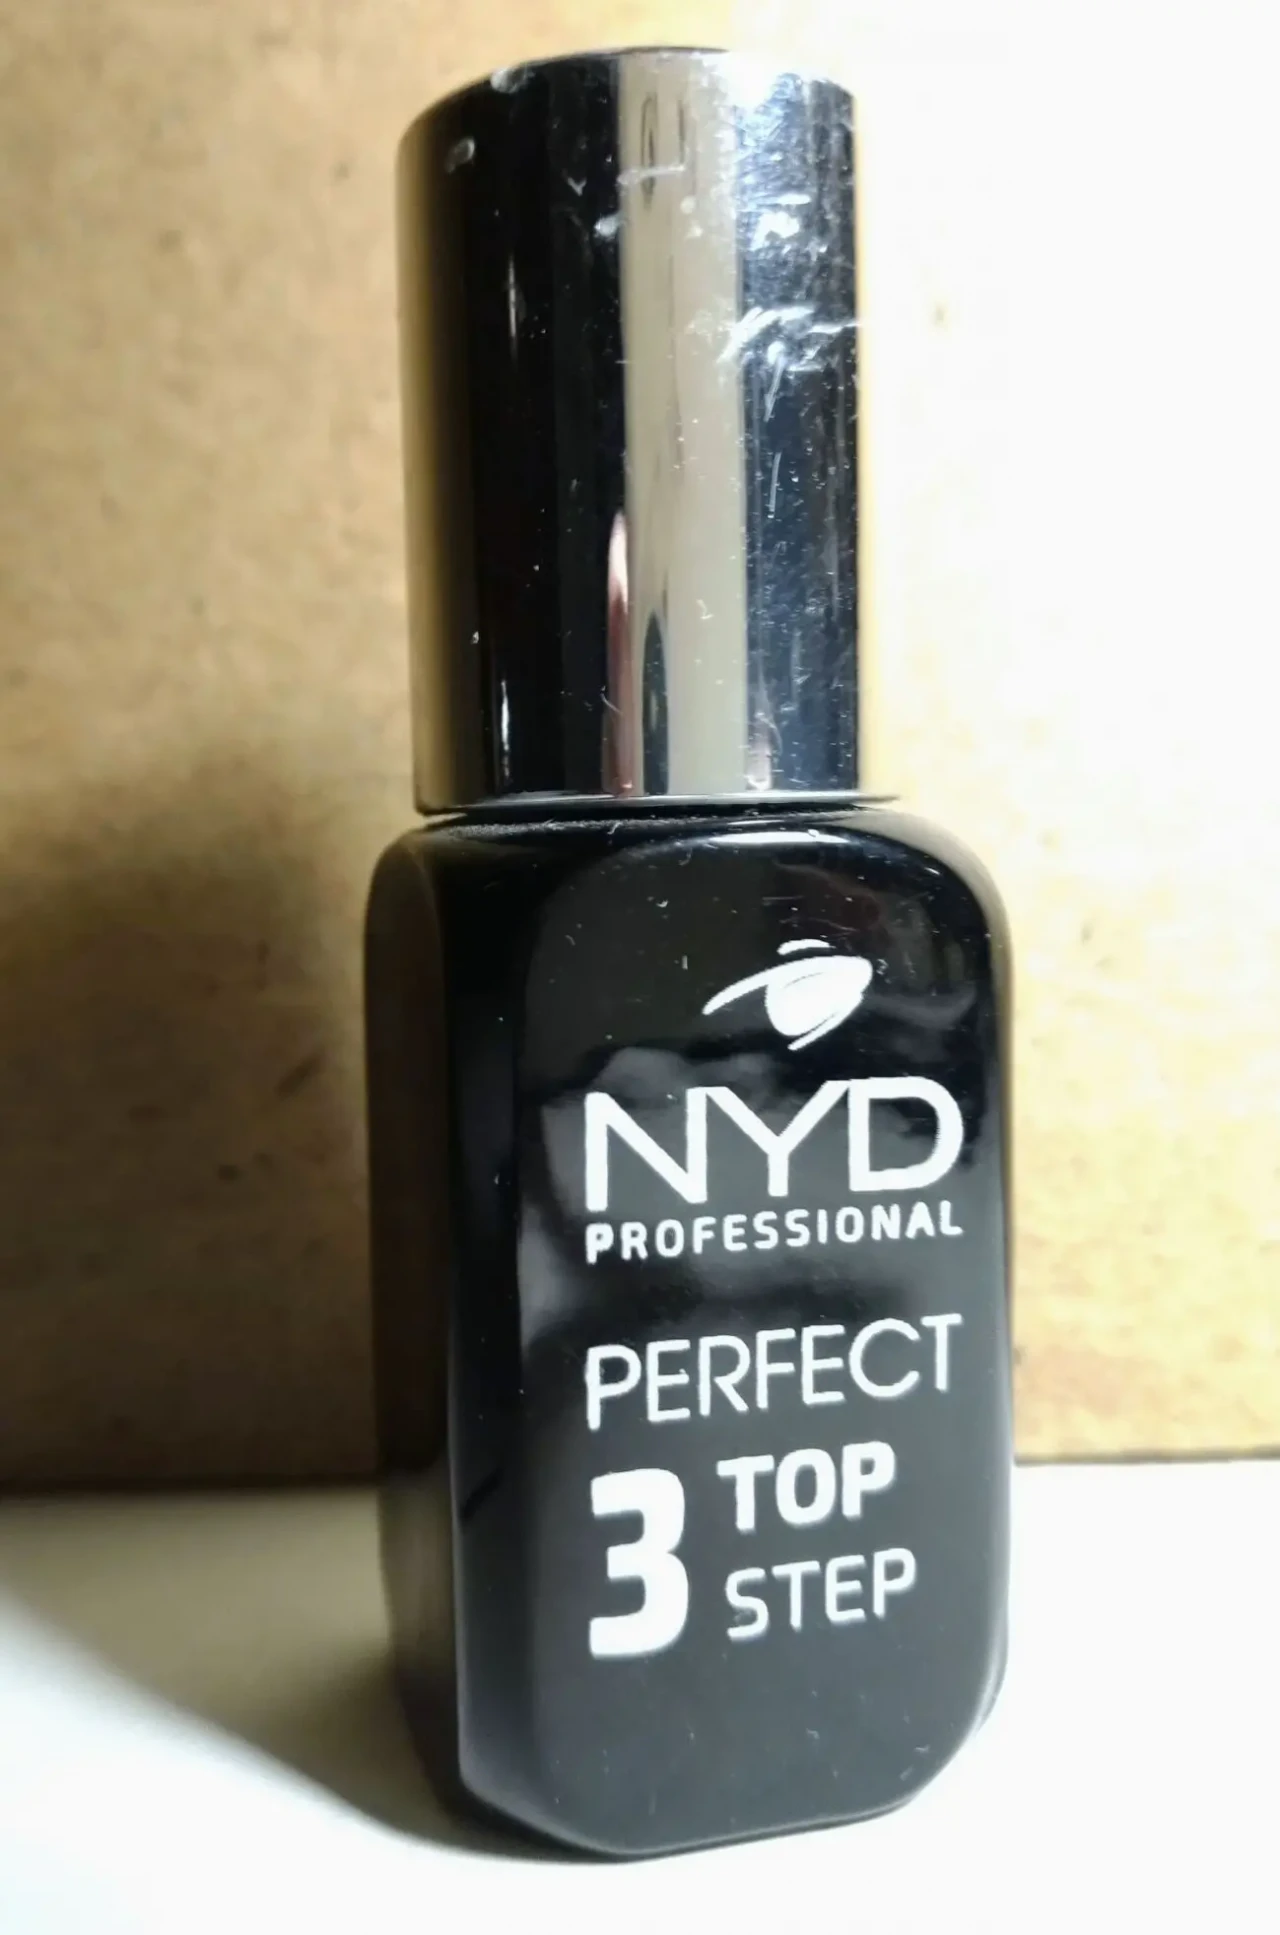 NYD
PROFESSIONAL
PERFECT
3 TOP
STEP